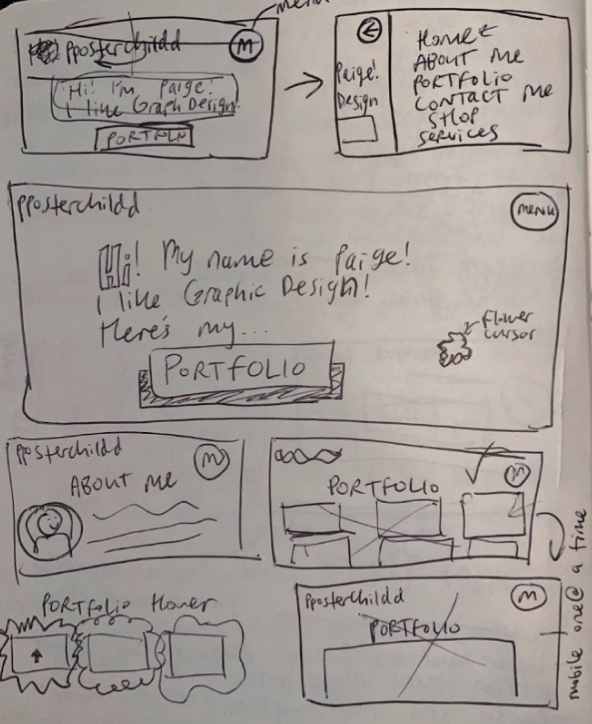 menu
pposterchildd
M
Hi! I'm Paige!
I like Graph Design!
PORTFOLIO
Paige!
Design
Home
ABOUT ME
PORTFOLIO
CONTACT ME
SHOP
SERVICES
pposterchildd
menu
Hi! My name is Paige!
I like Graphic Design!
Here's my...
PORTFOLIO
flower
cursor
pposterchildd
M
ABOUT ME
M
PORTFOLIO
mobile one@ a time
PORTFOLIO Hover
pposterchildd
M
PORTFOLIO